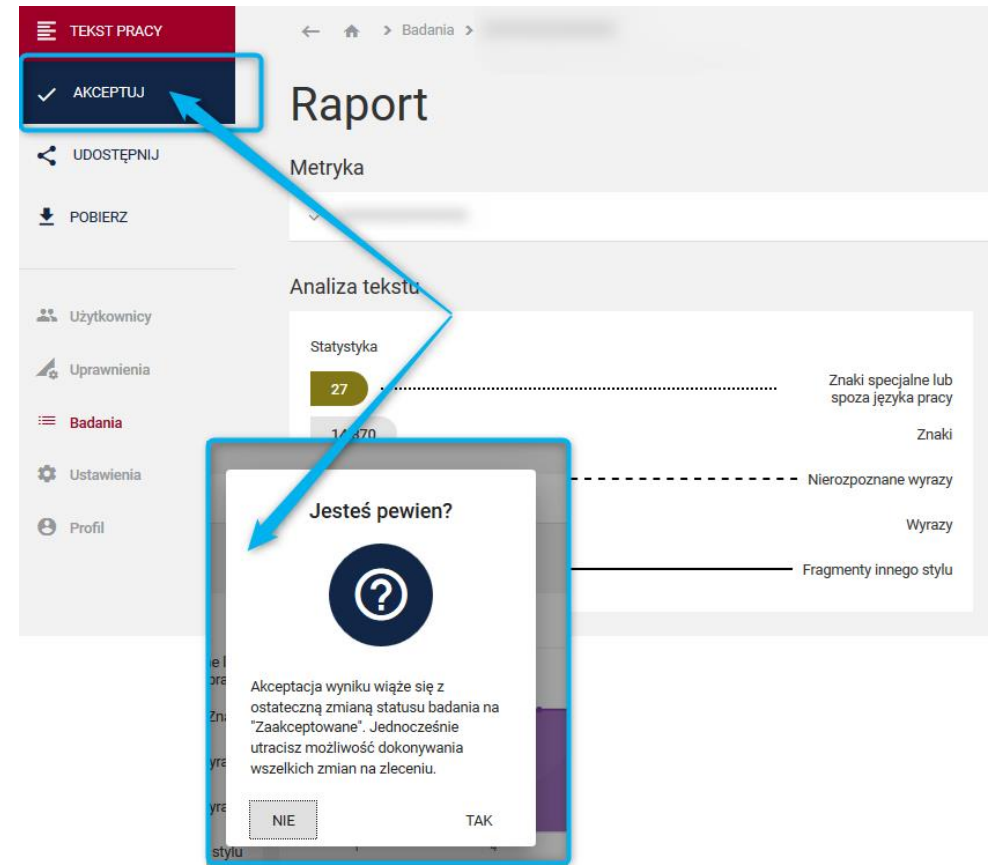 TEKST PRACY
AKCEPTUJ
UDOSTĘPNIJ
POBIERZ
Użytkownicy
Uprawnienia
Badania
Ustawienia
Profil
> Badania >
Raport
Metryka
Analiza tekstu
Statystyka
27
Znaki specjalne lub
spoza języka pracy
Znaki
Nierozpoznane wyrazy
Wyrazy
Fragmenty innego stylu
Jesteś pewien?
?
Akceptacja wyniku wiąże się z
ostateczną zmianą statusu badania na
"Zaakceptowane". Jednocześnie
utracisz możliwość dokonywania
wszelkich zmian na zleceniu.
NIE
TAK
stylu